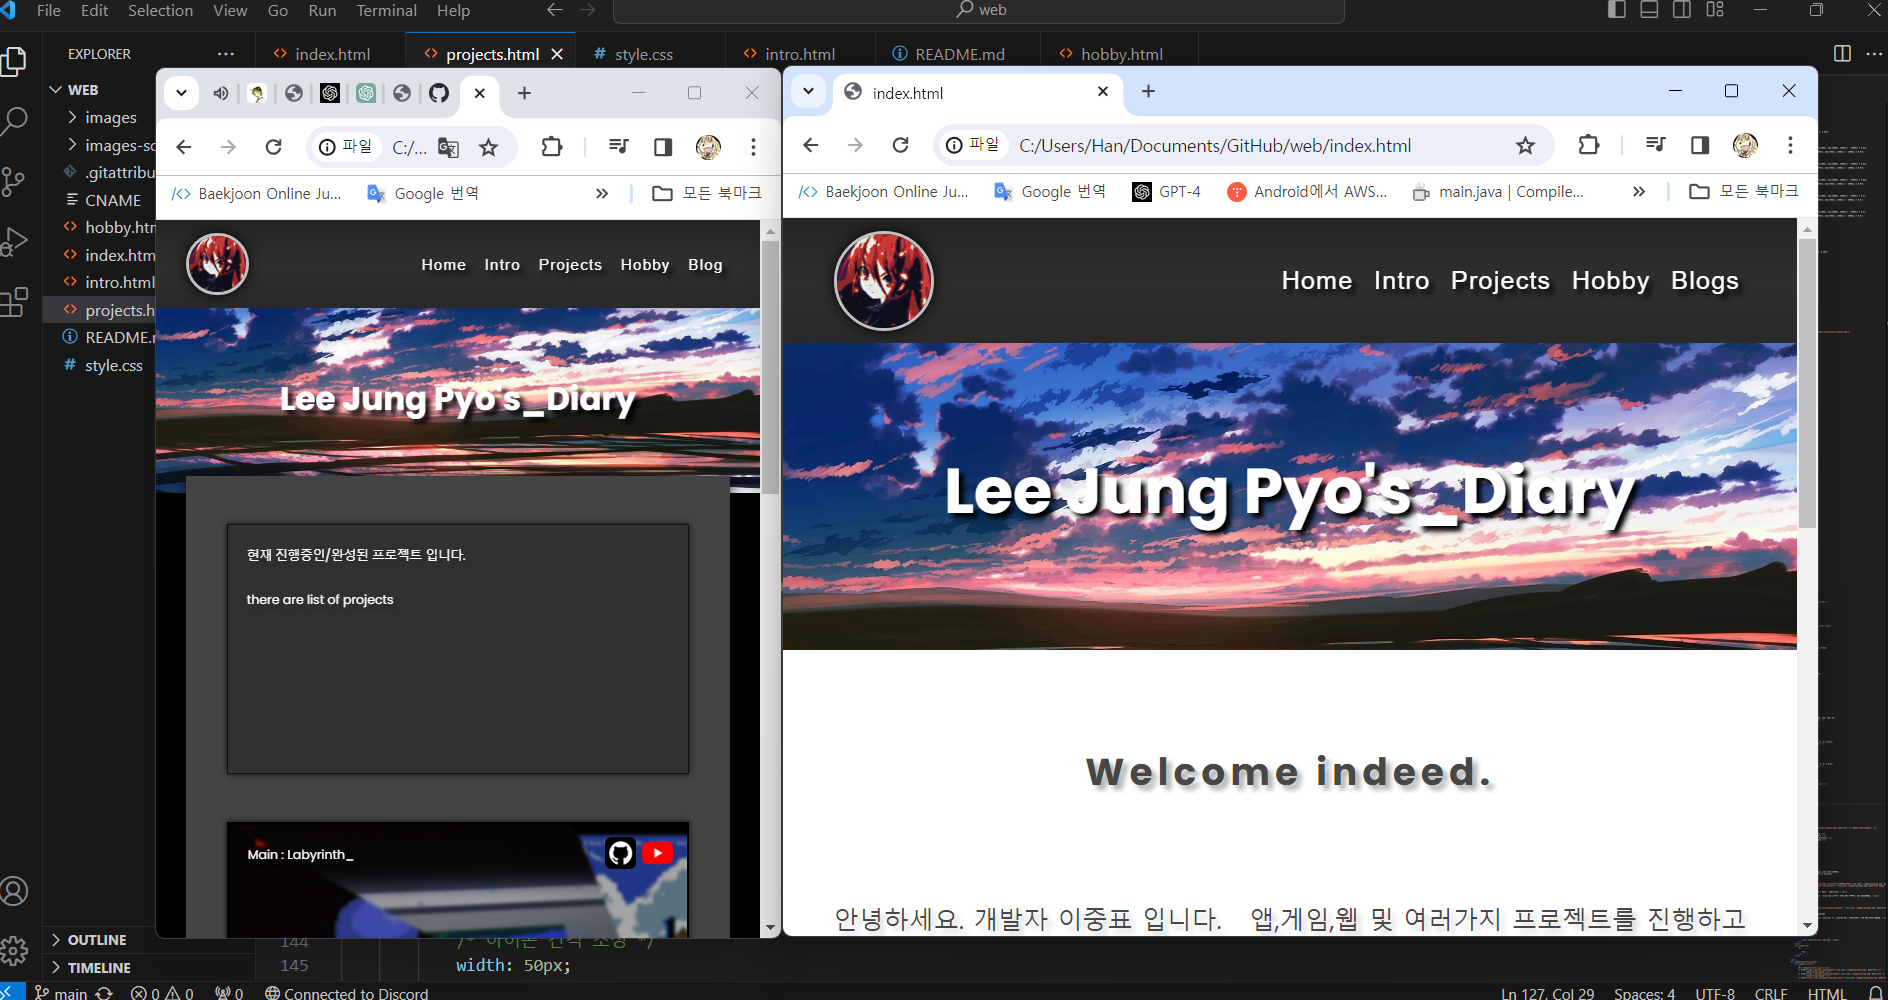 File Edit Selection View Go Run Terminal Help
web
EXPLORER
index.html
projects.html
style.css
intro.html
README.md
hobby.html
WEB
images
images-sc
.gitattribu
CNAME
hobby.htm
index.htm
intro.html
projects.h
README.
style.css
OUTLINE
TIMELINE
파일 C:/...
Baekjoon Online Ju... Google 번역 » 모든 북마크
Home Intro Projects Hobby Blog
Lee Jung Pyo's_Diary
현재 진행중인/완성된 프로젝트 입니다.
there are list of projects
Main : Labyrinth_
index.html
파일 C:/Users/Han/Documents/GitHub/web/index.html
Baekjoon Online Ju... Google 번역 GPT-4 Android에서 AWS... main.java | Compile... » 모든 북마크
Home Intro Projects Hobby Blogs
Lee Jung Pyo's_Diary
Welcome indeed.
안녕하세요. 개발자 이중표 입니다. 앱,게임,웹 및 여러가지 프로젝트를 진행하고
144 /* 아이콘 간격 조정 */
145 width: 50px;
main 0 0 0 Connected to Discord
Ln 127, Col 29 Spaces: 4 UTF-8 CRLF HTML